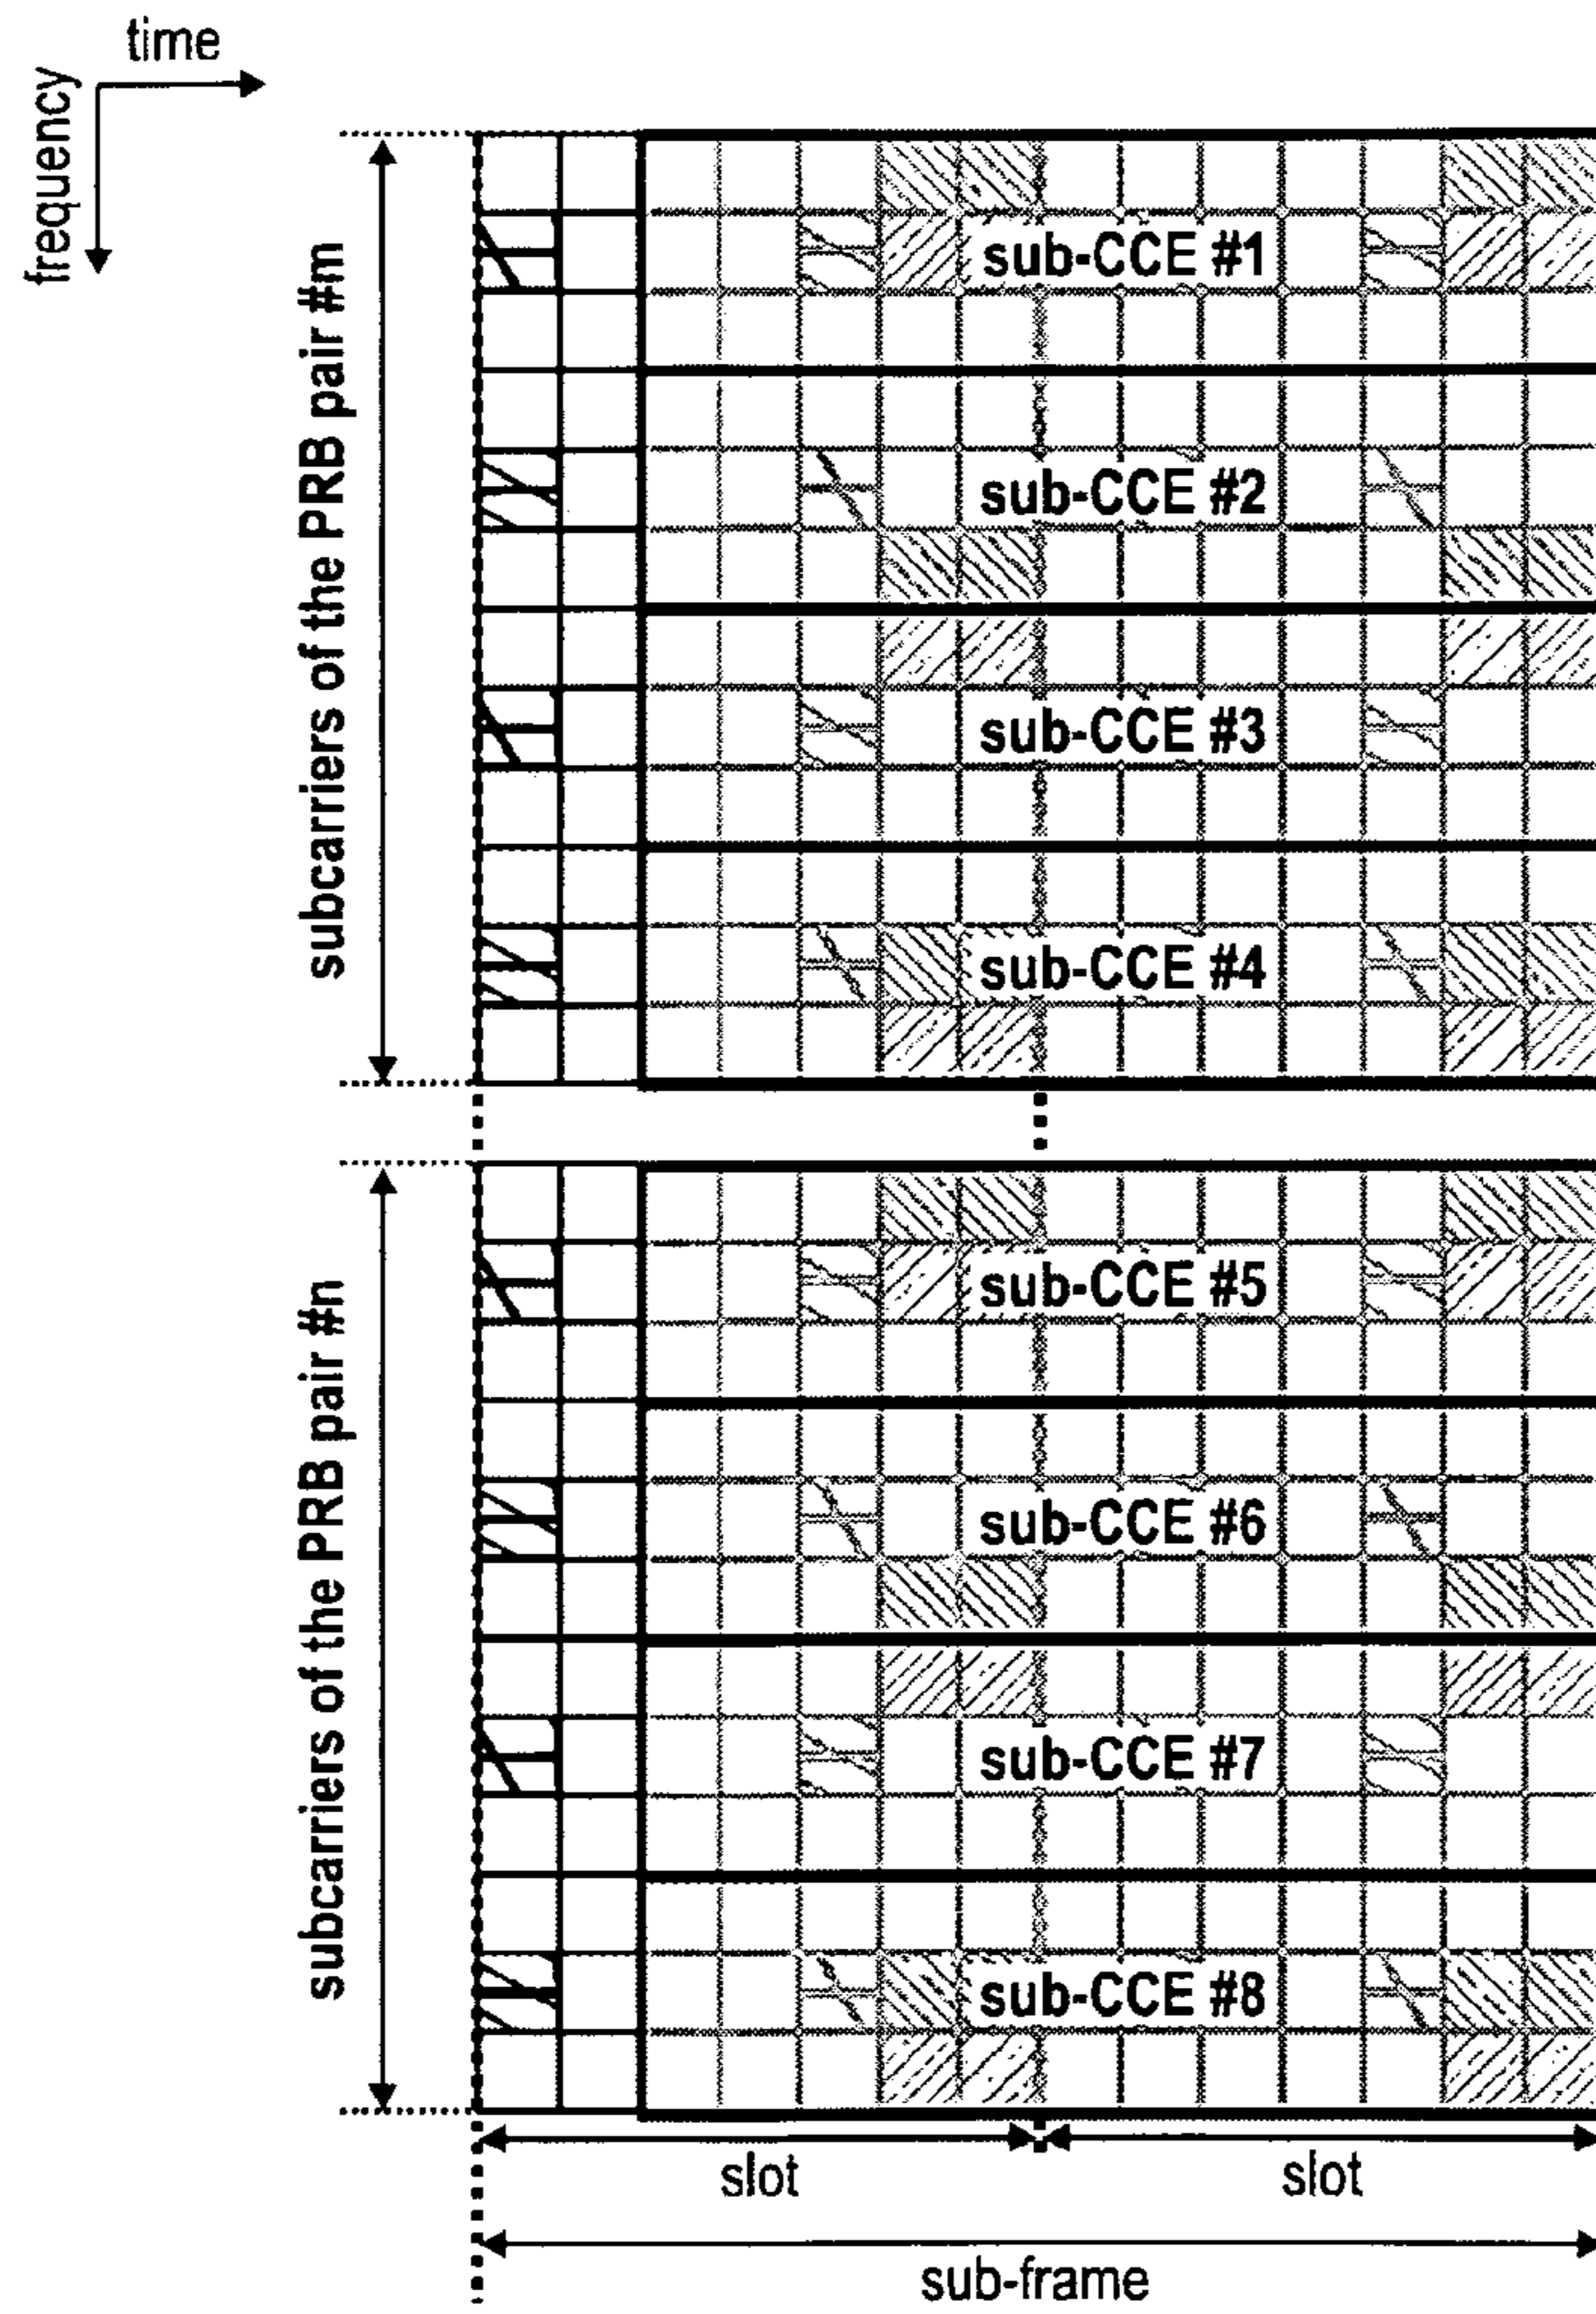 time
frequency
subcarriers of the PRB pair #m
sub-CCE #1
sub-CCE #2
sub-CCE #3
sub-CCE #4
subcarriers of the PRB pair #n
sub-CCE #5
sub-CCE #6
sub-CCE #7
sub-CCE #8
slot slot
sub-frame